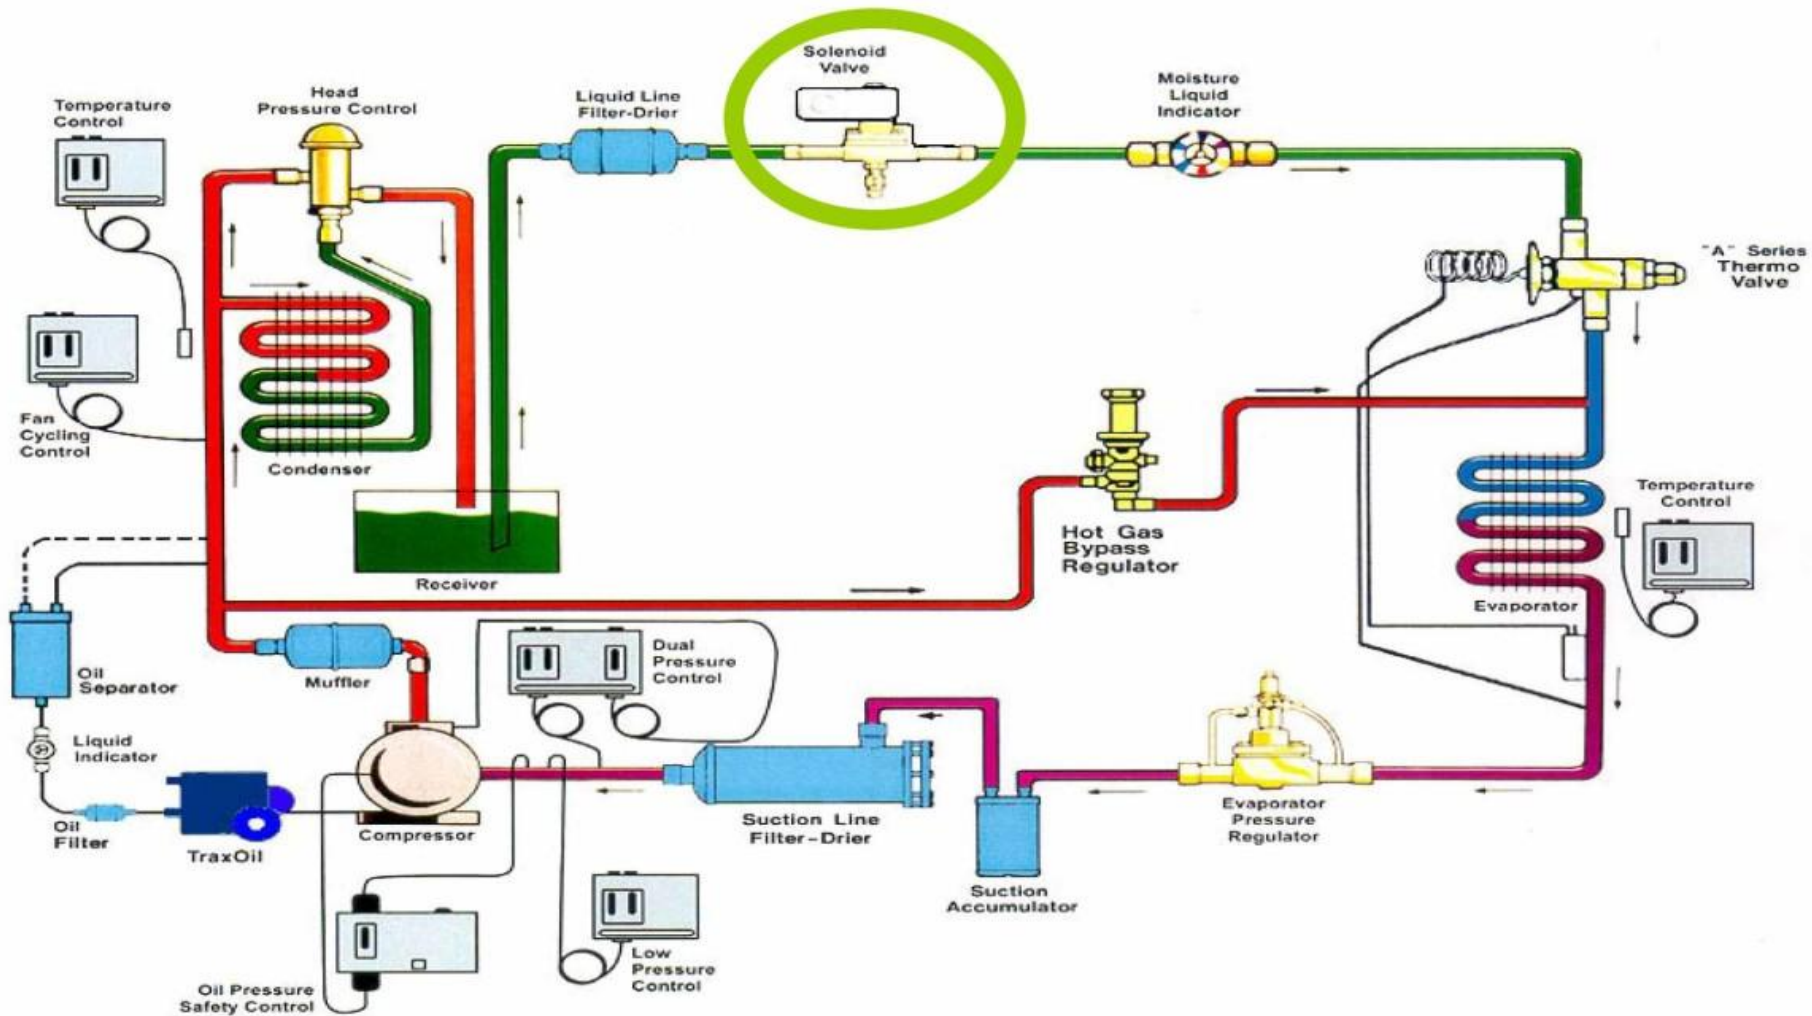 Solenoid
Valve
Temperature
Control
Head
Pressure Control
Liquid Line
Filter-Drier
Moisture
Liquid
Indicator
"A" Series
Thermo
Valve
Fan
Cycling
Control
Condenser
Receiver
Hot Gas
Bypass
Regulator
Temperature
Control
Evaporator
Oil
Separator
Muffler
Dual
Pressure
Control
Liquid
Indicator
Oil
Filter
TraxOil
Compressor
Suction Line
Filter-Drier
Evaporator
Pressure
Regulator
Suction
Accumulator
Low
Pressure
Control
Oil Pressure
Safety Control